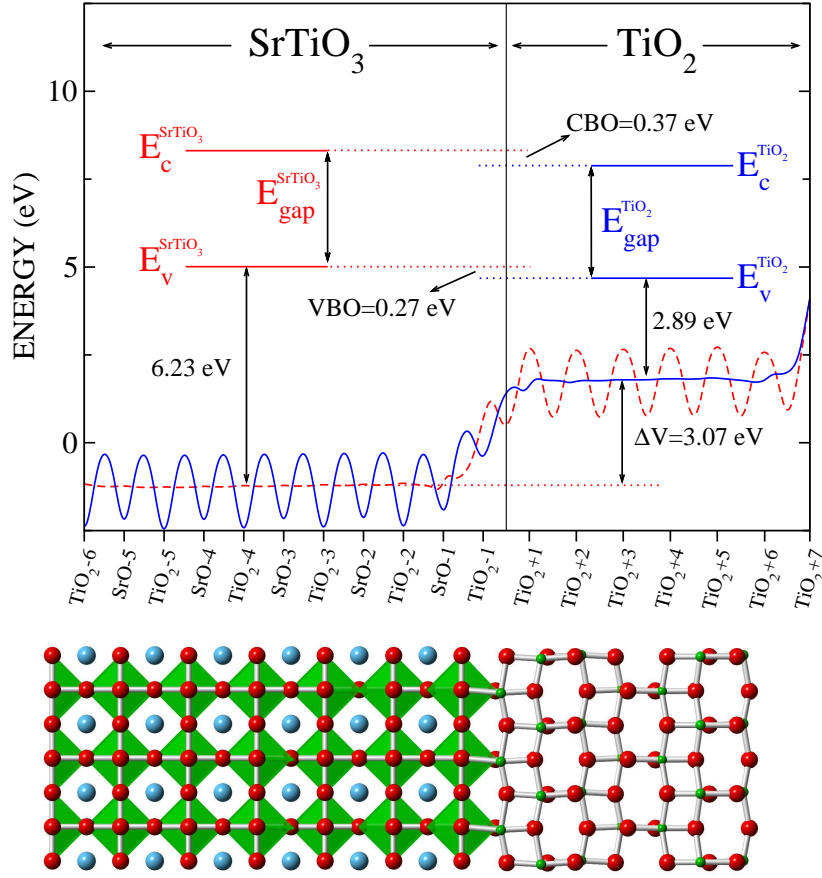 SrTiO₃ TiO₂
10
5
0
ENERGY (eV)
CBO=0.37 eV
E_c^SrTiO₃
E_c^TiO₂
E_gap^SrTiO₃
E_gap^TiO₂
E_v^SrTiO₃
E_v^TiO₂
VBO=0.27 eV
2.89 eV
6.23 eV
ΔV=3.07 eV
TiO₂-6
SrO-5
TiO₂-5
SrO-4
TiO₂-4
SrO-3
TiO₂-3
SrO-2
TiO₂-2
SrO-1
TiO₂-1
TiO₂+1
TiO₂+2
TiO₂+3
TiO₂+4
TiO₂+5
TiO₂+6
TiO₂+7